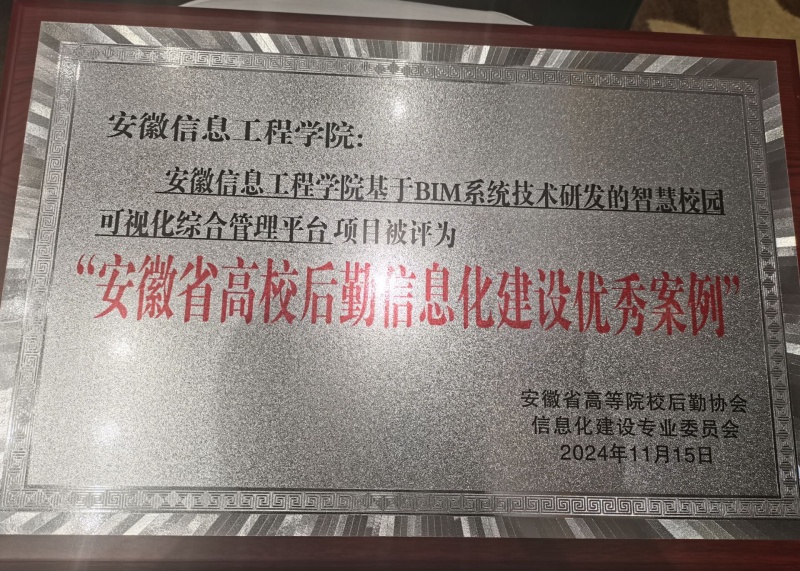 安徽信息工程学院:
安徽信息工程学院基于BIM系统技术研发的智慧校园
可视化综合管理平台项目被评为
“安徽省高校后勤信息化建设优秀案例”
安徽省高等院校后勤协会
信息化建设专业委员会
2024年11月15日